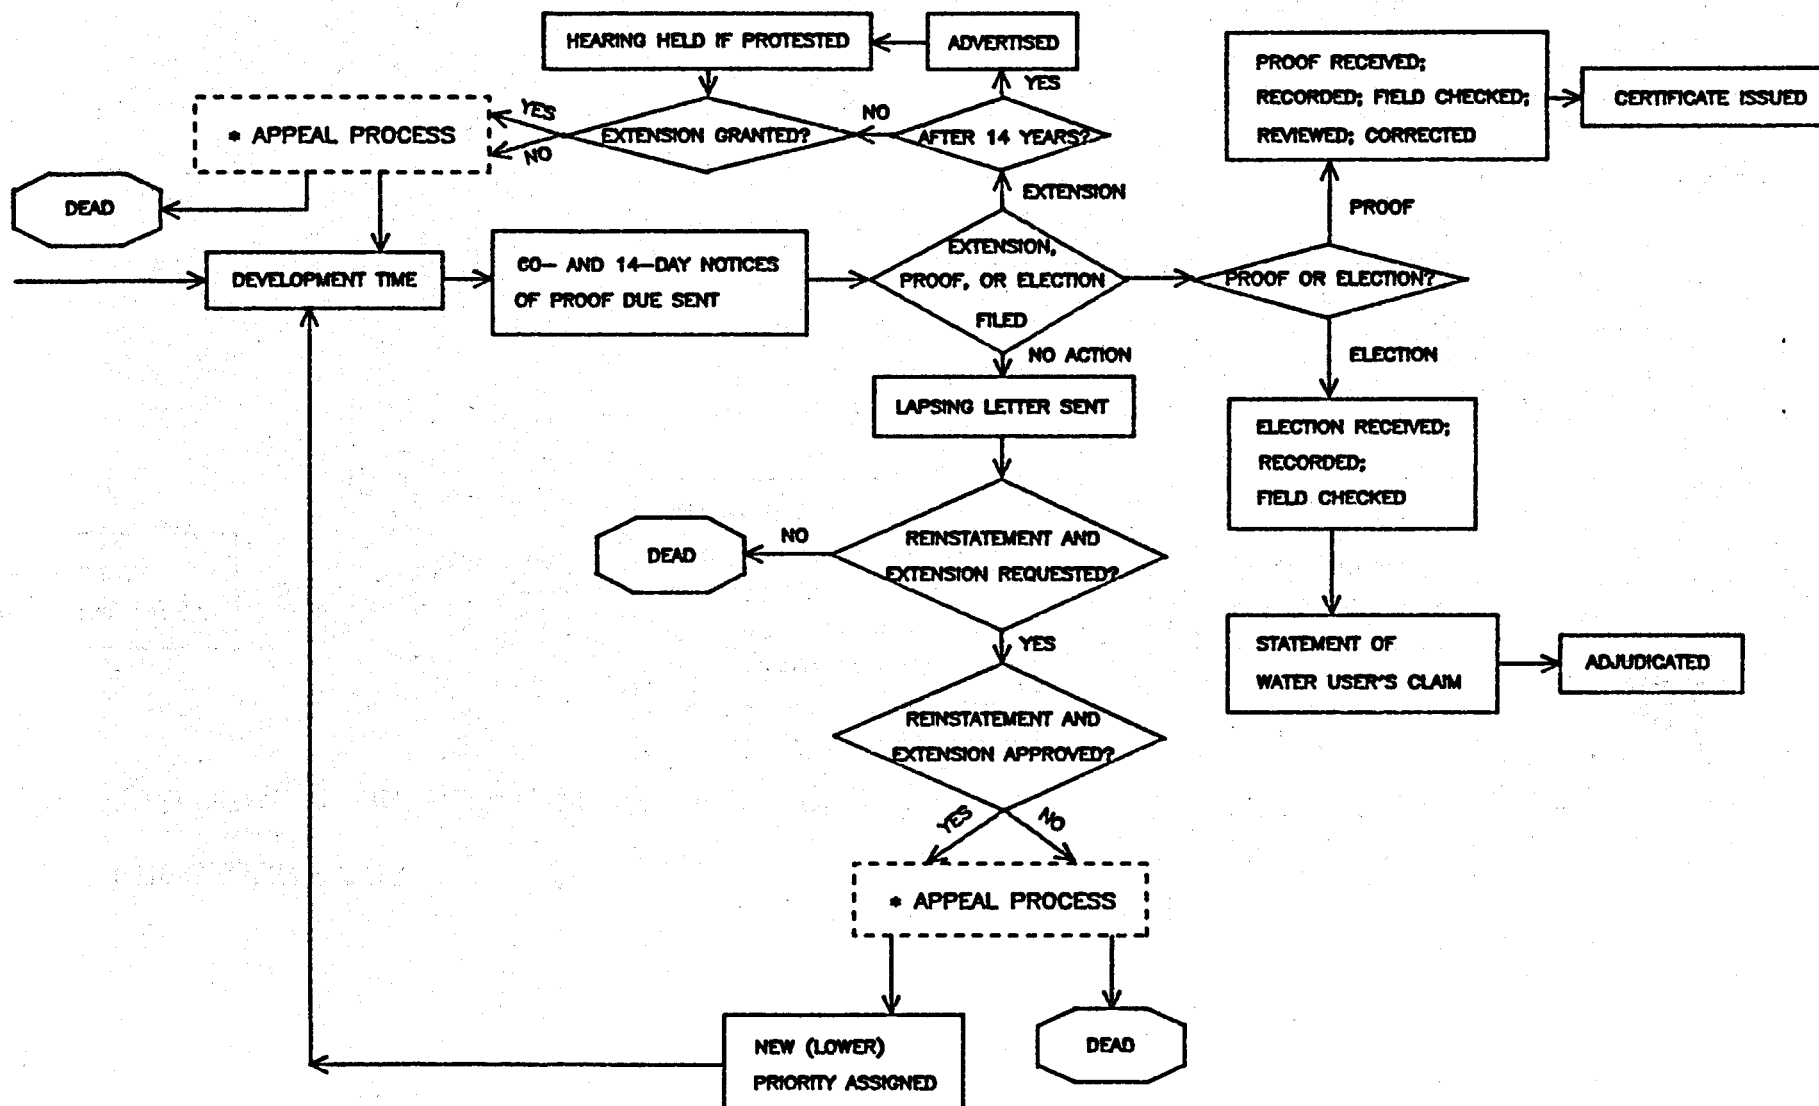 HEARING HELD IF PROTESTED
ADVERTISED
YES
PROOF RECEIVED;
RECORDED; FIELD CHECKED;
REVIEWED; CORRECTED
CERTIFICATE ISSUED
* APPEAL PROCESS
YES
NO
EXTENSION GRANTED?
NO
AFTER 14 YEARS?
DEAD
EXTENSION
PROOF
DEVELOPMENT TIME
60- AND 14-DAY NOTICES
OF PROOF DUE SENT
EXTENSION,
PROOF, OR ELECTION
FILED
PROOF OR ELECTION?
NO ACTION
ELECTION
LAPSING LETTER SENT
ELECTION RECEIVED;
RECORDED;
FIELD CHECKED
DEAD
NO
REINSTATEMENT AND
EXTENSION REQUESTED?
YES
STATEMENT OF
WATER USER'S CLAIM
ADJUDICATED
REINSTATEMENT AND
EXTENSION APPROVED?
YES
NO
* APPEAL PROCESS
NEW (LOWER)
PRIORITY ASSIGNED
DEAD